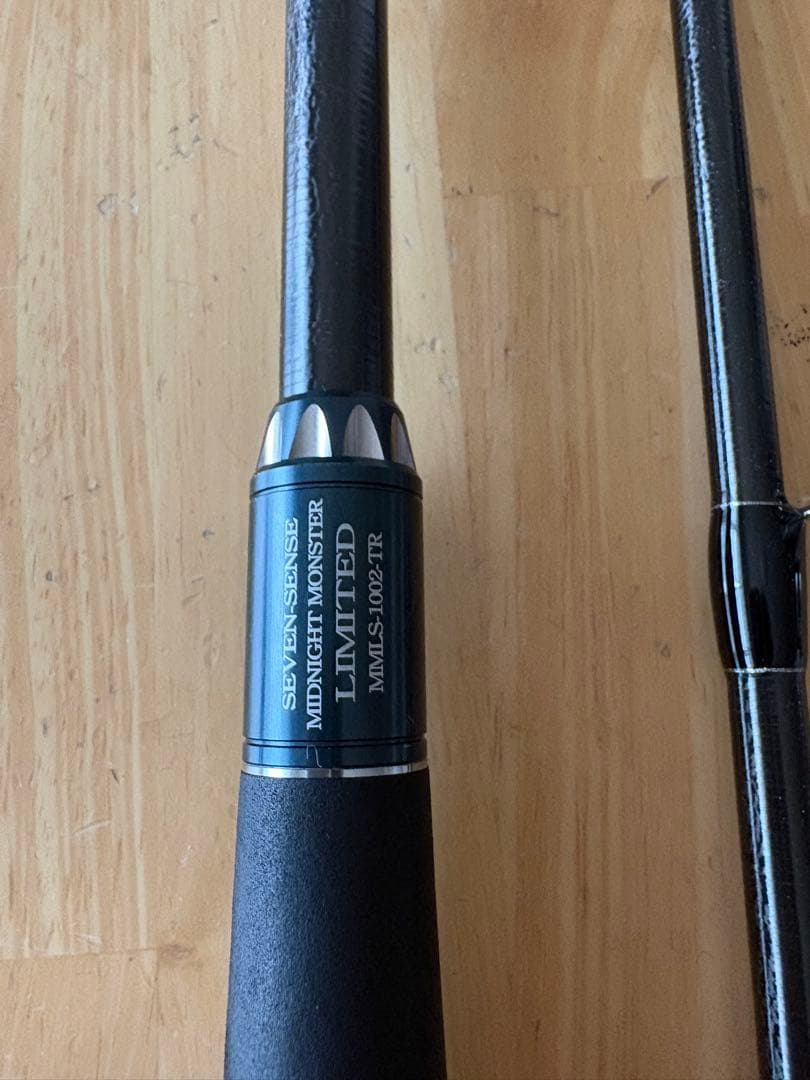 SEVEN-SENSE
MIDNIGHT MONSTER
LIMITED
MMLS-1002-TR